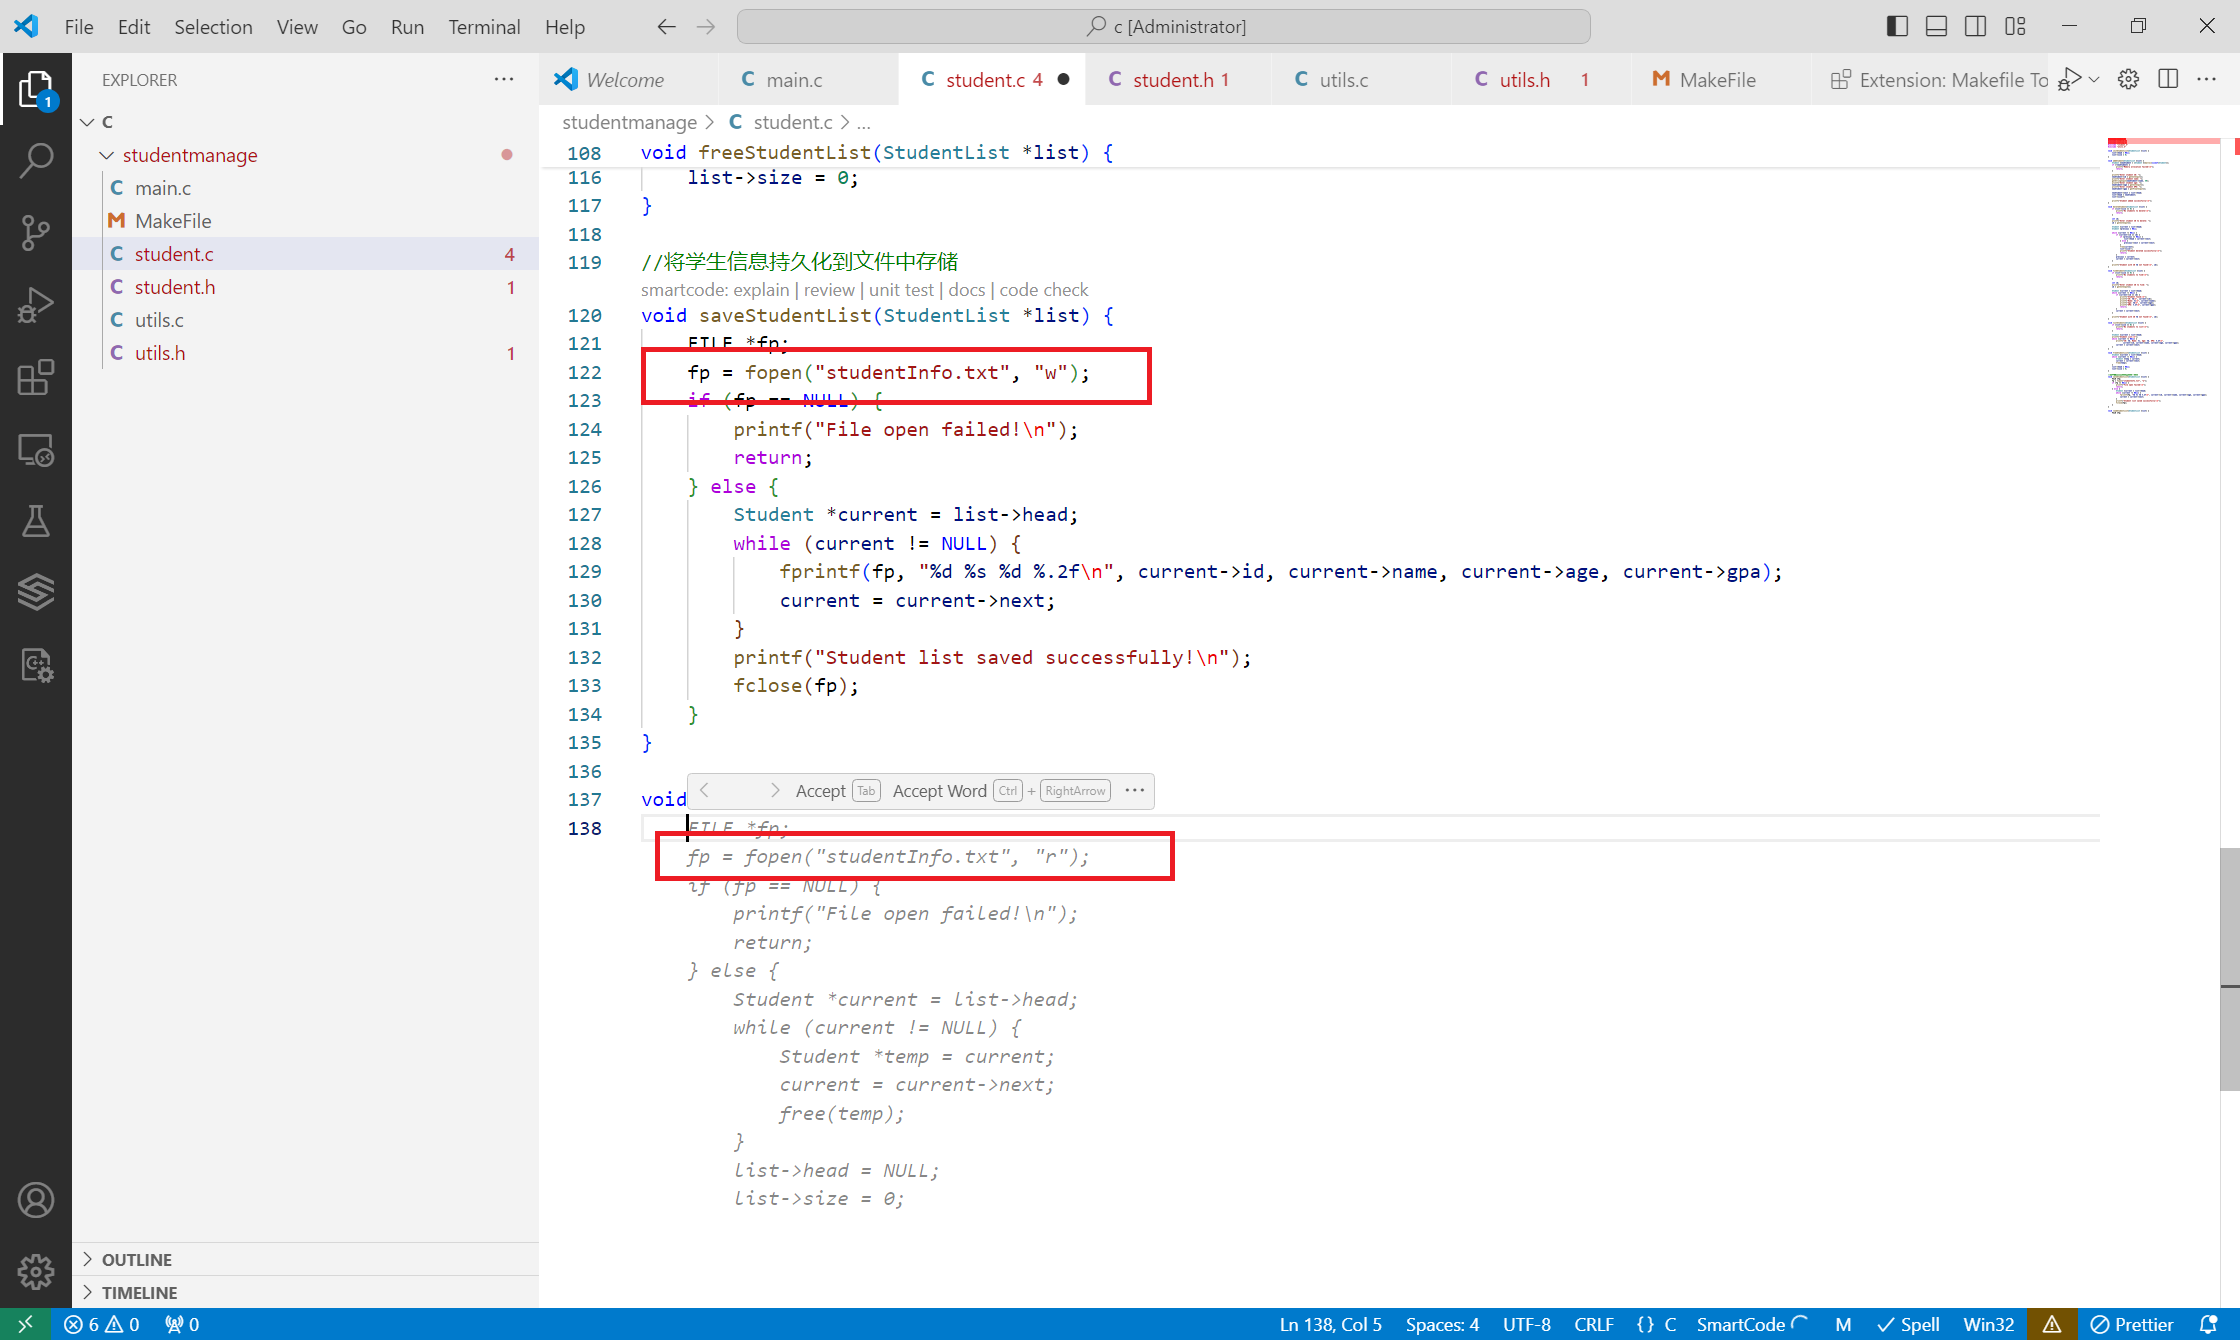 File Edit Selection View Go Run Terminal Help
c [Administrator]
EXPLORER
Welcome
C main.c
C student.c 4
C student.h 1
C utils.c
C utils.h 1
M MakeFile
Extension: Makefile To
1
C
studentmanage
C main.c
M MakeFile
C student.c 4
C student.h 1
C utils.c
C utils.h 1
OUTLINE
TIMELINE
studentmanage > C student.c > ...
108 void freeStudentList(StudentList *list) {
116 list->size = 0;
117 }
118
119 //将学生信息持久化到文件中存储
smartcode: explain | review | unit test | docs | code check
120 void saveStudentList(StudentList *list) {
121 FILE *fp;
122 fp = fopen("studentInfo.txt", "w");
123 if (fp == NULL) {
124 printf("File open failed!\n");
125 return;
126 } else {
127 Student *current = list->head;
128 while (current != NULL) {
129 fprintf(fp, "%d %s %d %.2f\n", current->id, current->name, current->age, current->gpa);
130 current = current->next;
131 }
132 printf("Student list saved successfully!\n");
133 fclose(fp);
134 }
135 }
136
Accept Tab Accept Word Ctrl + RightArrow ...
137 void
138 FILE *fp;
fp = fopen("studentInfo.txt", "r");
if (fp == NULL) {
printf("File open failed!\n");
return;
} else {
Student *current = list->head;
while (current != NULL) {
Student *temp = current;
current = current->next;
free(temp);
}
list->head = NULL;
list->size = 0;
6 0 0
Ln 138, Col 5 Spaces: 4 UTF-8 CRLF {} C SmartCode M Spell Win32 Prettier